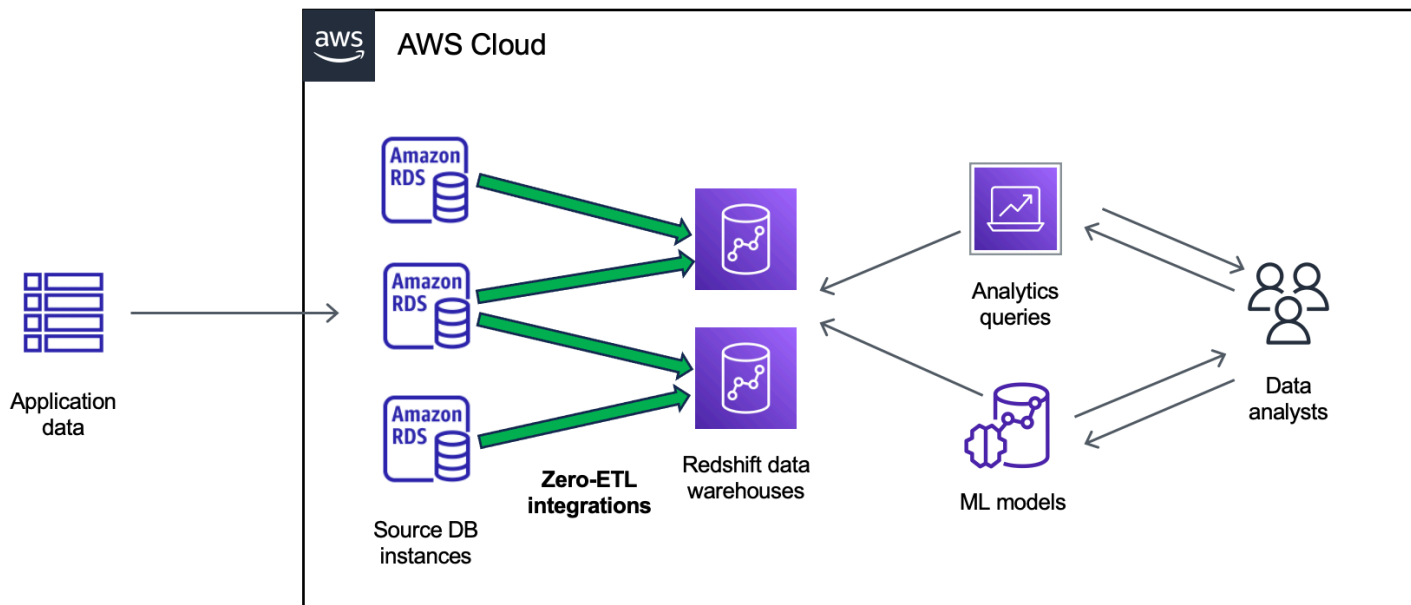 aws
AWS Cloud
Amazon
RDS
Amazon
RDS
Amazon
RDS
Application
data
Source DB
instances
Zero-ETL
integrations
Redshift data
warehouses
Analytics
queries
ML models
Data
analysts